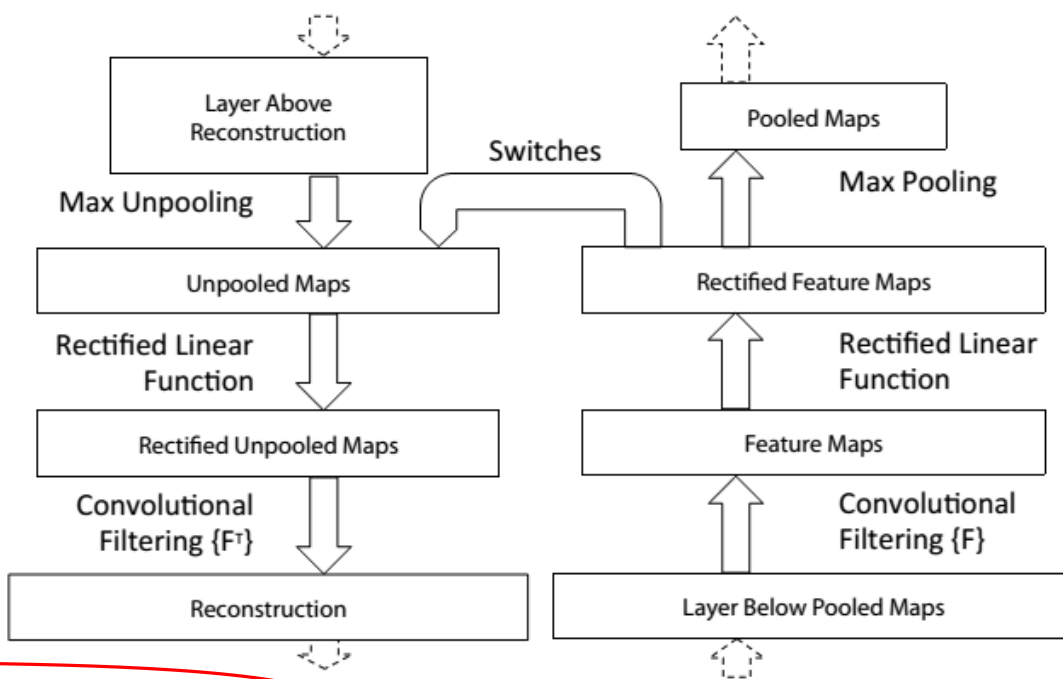 Layer Above
Reconstruction
Max Unpooling
Unpooled Maps
Rectified Linear
Function
Rectified Unpooled Maps
Convolutional
Filtering {Fᵀ}
Reconstruction
Switches
Pooled Maps
Max Pooling
Rectified Feature Maps
Rectified Linear
Function
Feature Maps
Convolutional
Filtering {F}
Layer Below Pooled Maps